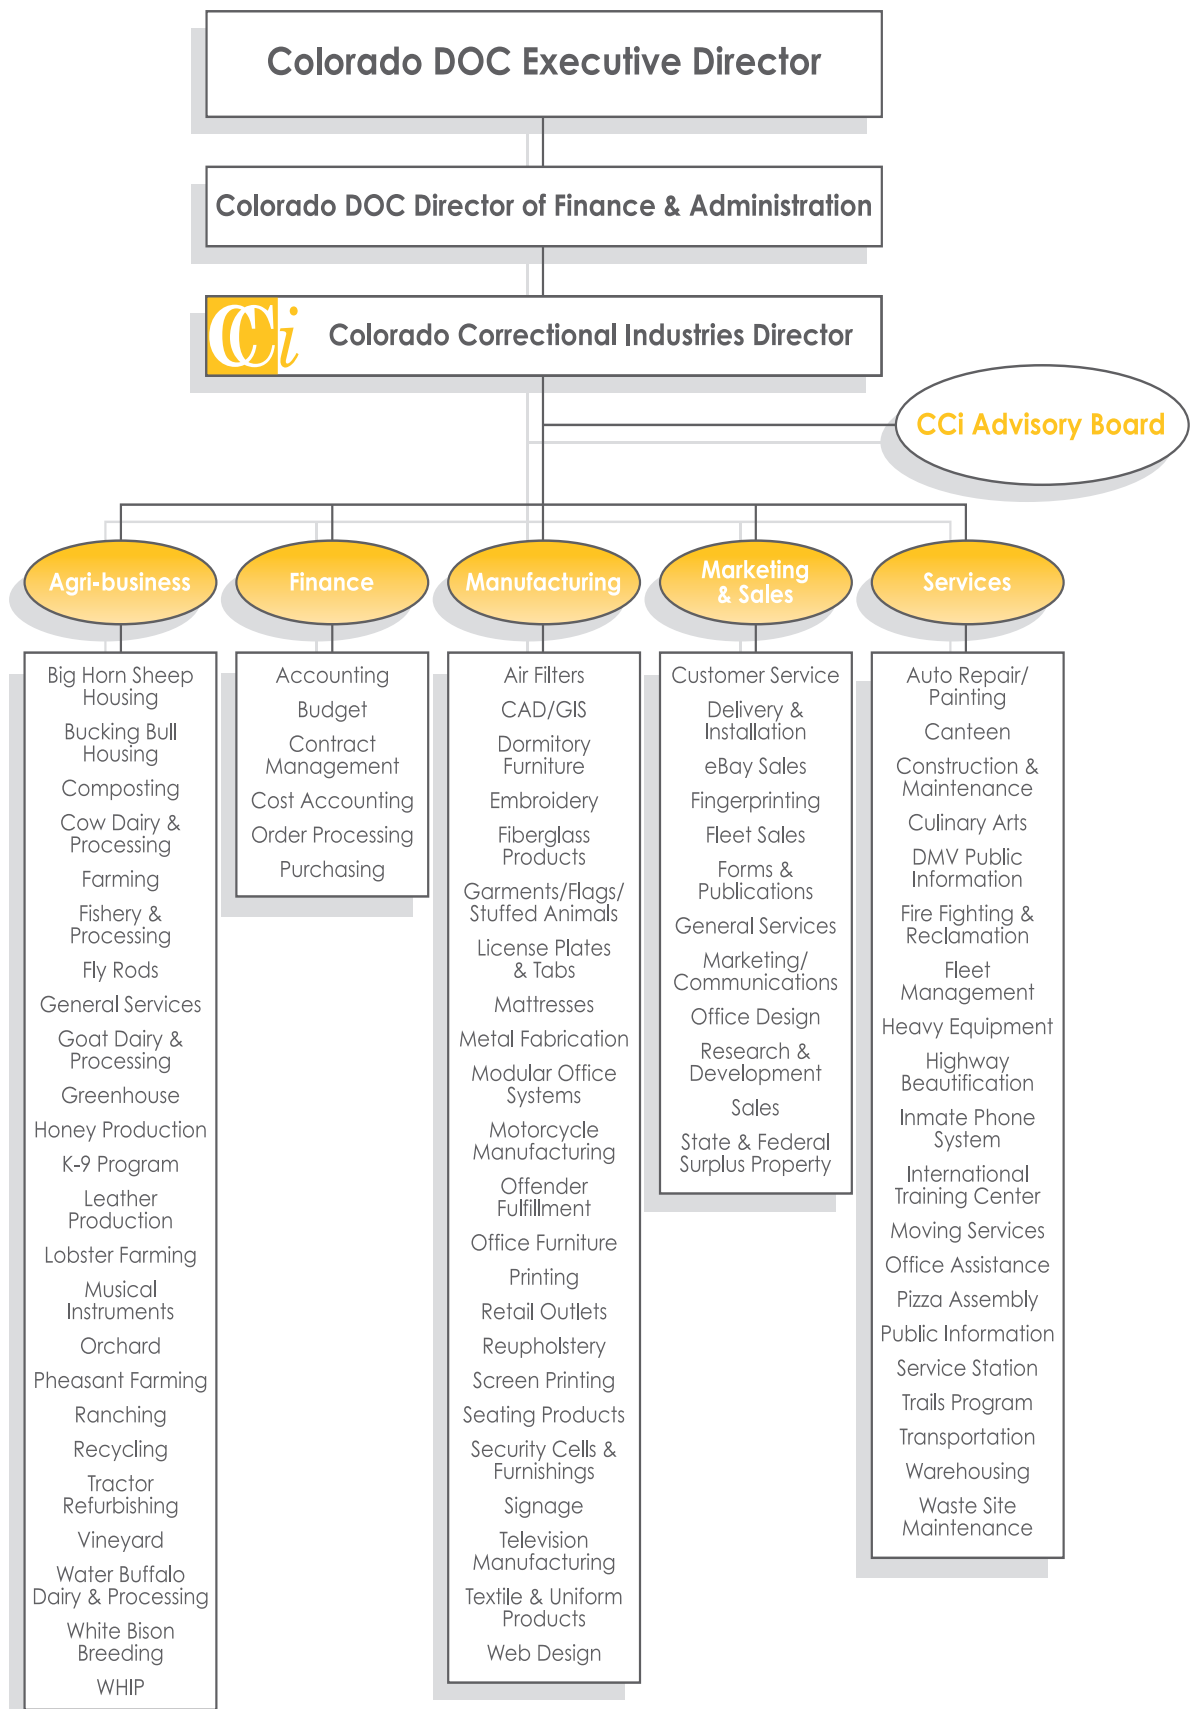 Colorado DOC Executive Director
Colorado DOC Director of Finance & Administration
CCi
Colorado Correctional Industries Director
CCi Advisory Board
Agri-business
Big Horn Sheep
Housing
Bucking Bull
Housing
Composting
Cow Dairy &
Processing
Farming
Fishery &
Processing
Fly Rods
General Services
Goat Dairy &
Processing
Greenhouse
Honey Production
K-9 Program
Leather
Production
Lobster Farming
Musical
Instruments
Orchard
Pheasant Farming
Ranching
Recycling
Tractor
Refurbishing
Vineyard
Water Buffalo
Dairy & Processing
White Bison
Breeding
WHIP
Finance
Accounting
Budget
Contract
Management
Cost Accounting
Order Processing
Purchasing
Manufacturing
Air Filters
CAD/GIS
Dormitory
Furniture
Embroidery
Fiberglass
Products
Garments/Flags/
Stuffed Animals
License Plates
& Tabs
Mattresses
Metal Fabrication
Modular Office
Systems
Motorcycle
Manufacturing
Offender
Fulfillment
Office Furniture
Printing
Retail Outlets
Reupholstery
Screen Printing
Seating Products
Security Cells &
Furnishings
Signage
Television
Manufacturing
Textile & Uniform
Products
Web Design
Marketing
& Sales
Customer Service
Delivery &
Installation
eBay Sales
Fingerprinting
Fleet Sales
Forms &
Publications
General Services
Marketing/
Communications
Office Design
Research &
Development
Sales
State & Federal
Surplus Property
Services
Auto Repair/
Painting
Canteen
Construction &
Maintenance
Culinary Arts
DMV Public
Information
Fire Fighting &
Reclamation
Fleet
Management
Heavy Equipment
Highway
Beautification
Inmate Phone
System
International
Training Center
Moving Services
Office Assistance
Pizza Assembly
Public Information
Service Station
Trails Program
Transportation
Warehousing
Waste Site
Maintenance